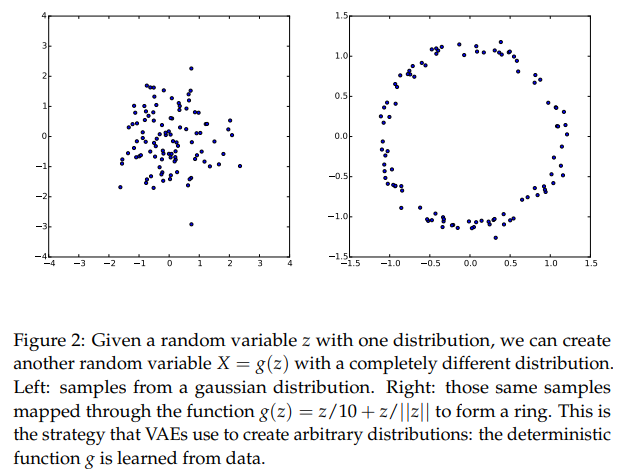 4
3
2
1
0
−1
−2
−3
−4
−4 −3 −2 −1 0 1 2 3 4
1.5
1.0
0.5
0.0
−0.5
−1.0
−1.5
−1.5 −1.0 −0.5 0.0 0.5 1.0 1.5
Figure 2: Given a random variable z with one distribution, we can create
another random variable X = g(z) with a completely different distribution.
Left: samples from a gaussian distribution. Right: those same samples
mapped through the function g(z) = z/10 + z/||z|| to form a ring. This is
the strategy that VAEs use to create arbitrary distributions: the deterministic
function g is learned from data.